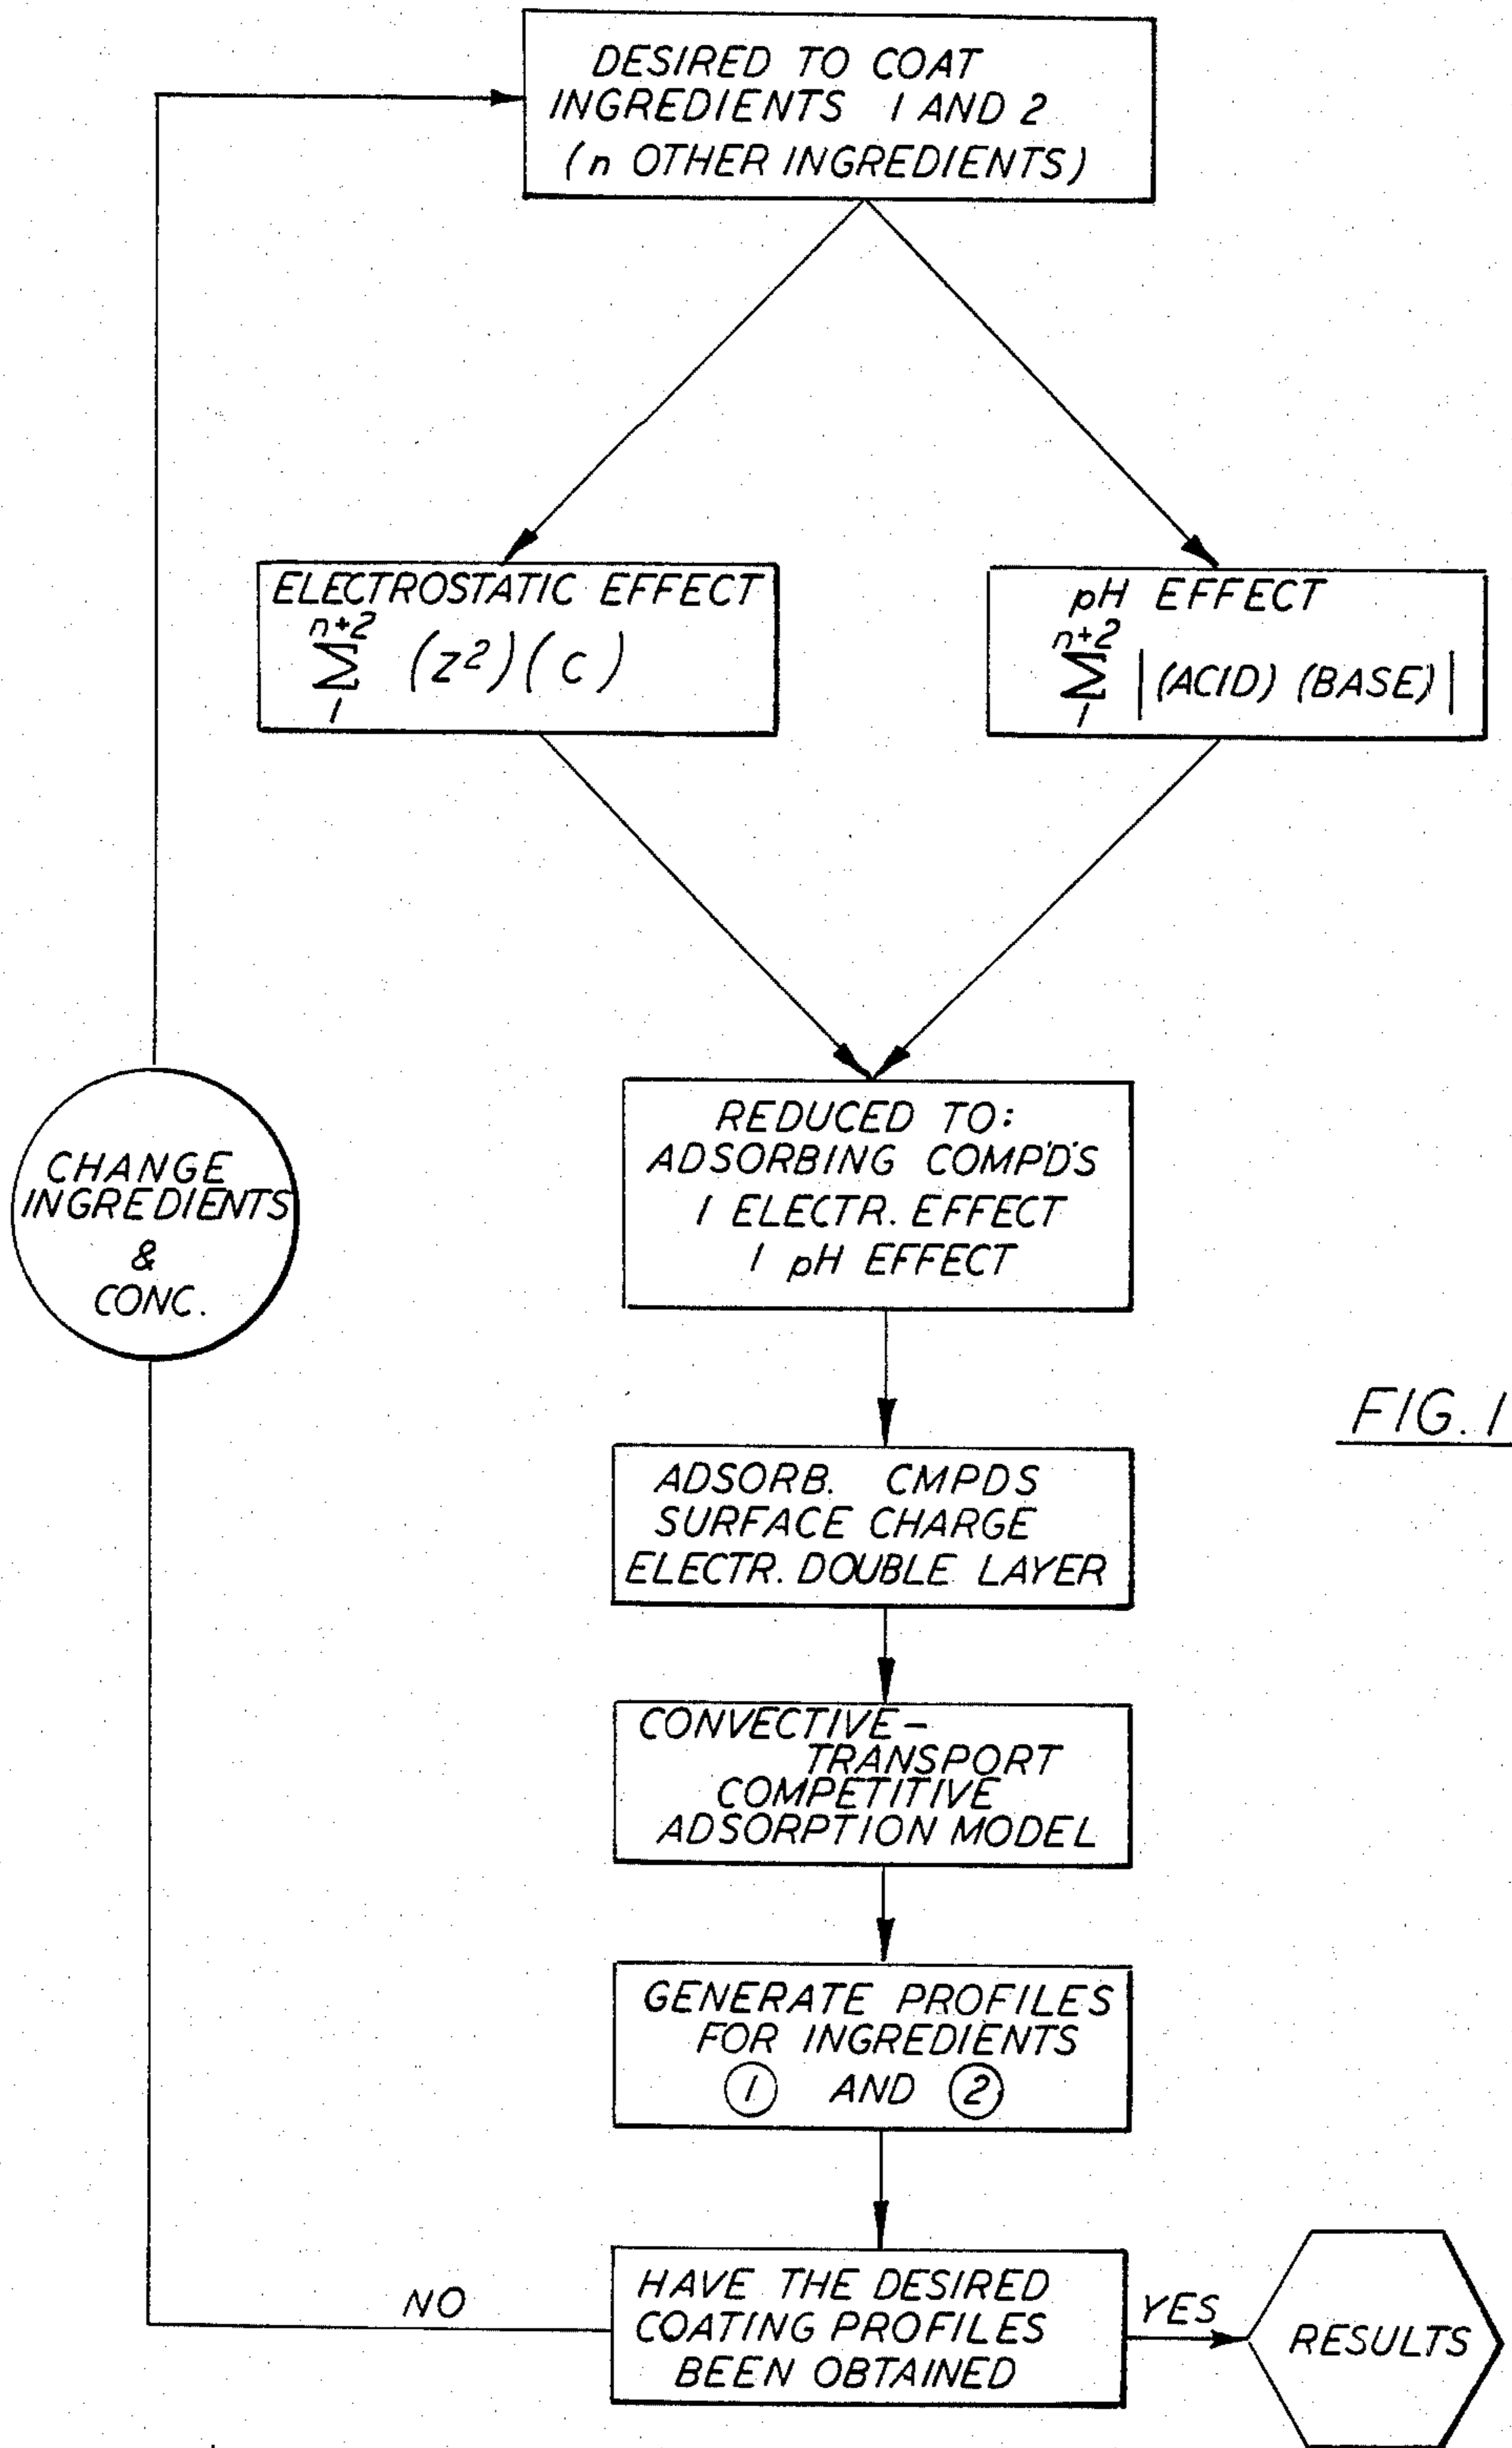 DESIRED TO COAT
INGREDIENTS 1 AND 2
(n OTHER INGREDIENTS)
ELECTROSTATIC EFFECT
n+2
Σ (z²)(c)
1
pH EFFECT
n+2
Σ |(ACID) (BASE)|
1
REDUCED TO:
ADSORBING COMPD'S
1 ELECTR. EFFECT
1 pH EFFECT
CHANGE
INGREDIENTS
&
CONC.
FIG. 1
ADSORB. CMPDS
SURFACE CHARGE
ELECTR. DOUBLE LAYER
CONVECTIVE-
TRANSPORT
COMPETITIVE
ADSORPTION MODEL
GENERATE PROFILES
FOR INGREDIENTS
① AND ②
HAVE THE DESIRED
COATING PROFILES
BEEN OBTAINED
NO
YES
RESULTS